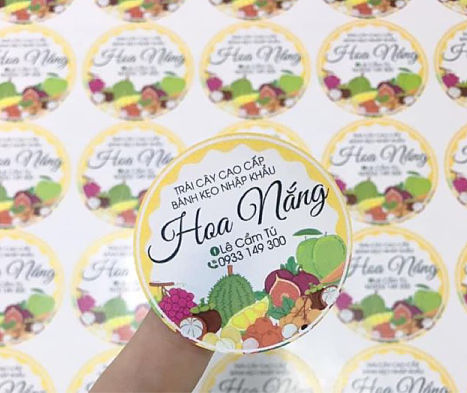 TRÁI CÂY CAO CẤP
BÁNH KẸO NHẬP KHẨU
Hoa Nắng
Lê Cẩm Tú
0933 149 300